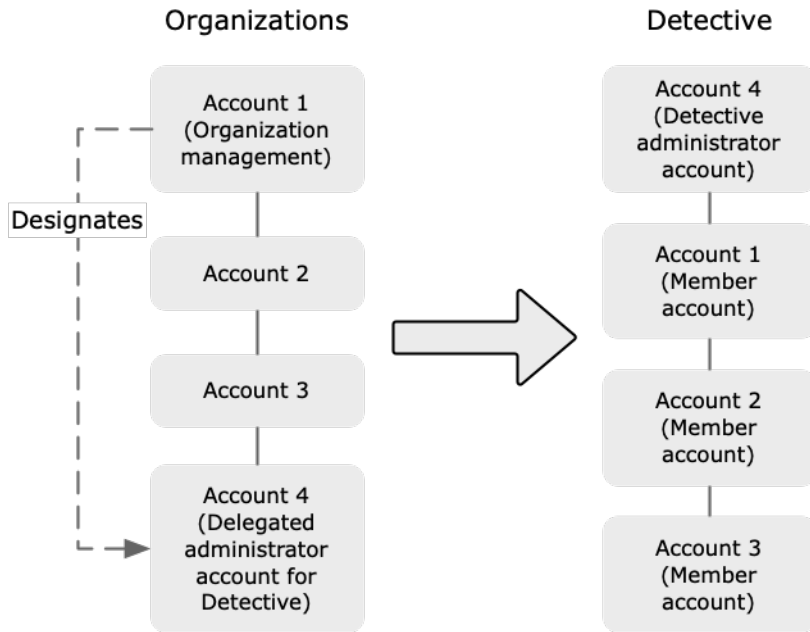 Organizations
Account 1
(Organization
management)
Designates
Account 2
Account 3
Account 4
(Delegated
administrator
account for
Detective)
Detective
Account 4
(Detective
administrator
account)
Account 1
(Member
account)
Account 2
(Member
account)
Account 3
(Member
account)